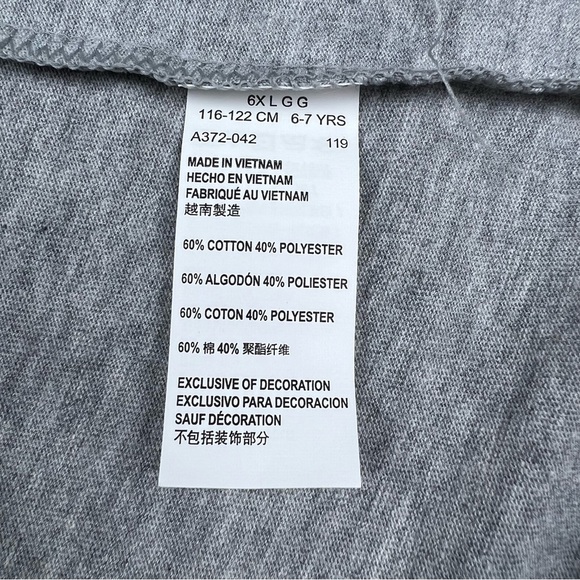 6X L G G
116-122 CM 6-7 YRS
A372-042 119
MADE IN VIETNAM
HECHO EN VIETNAM
FABRIQUÉ AU VIETNAM
越南製造
60% COTTON 40% POLYESTER
60% ALGODÓN 40% POLIESTER
60% COTON 40% POLYESTER
60% 棉 40% 聚酯纤维
EXCLUSIVE OF DECORATION
EXCLUSIVO PARA DECORACION
SAUF DÉCORATION
不包括装饰部分